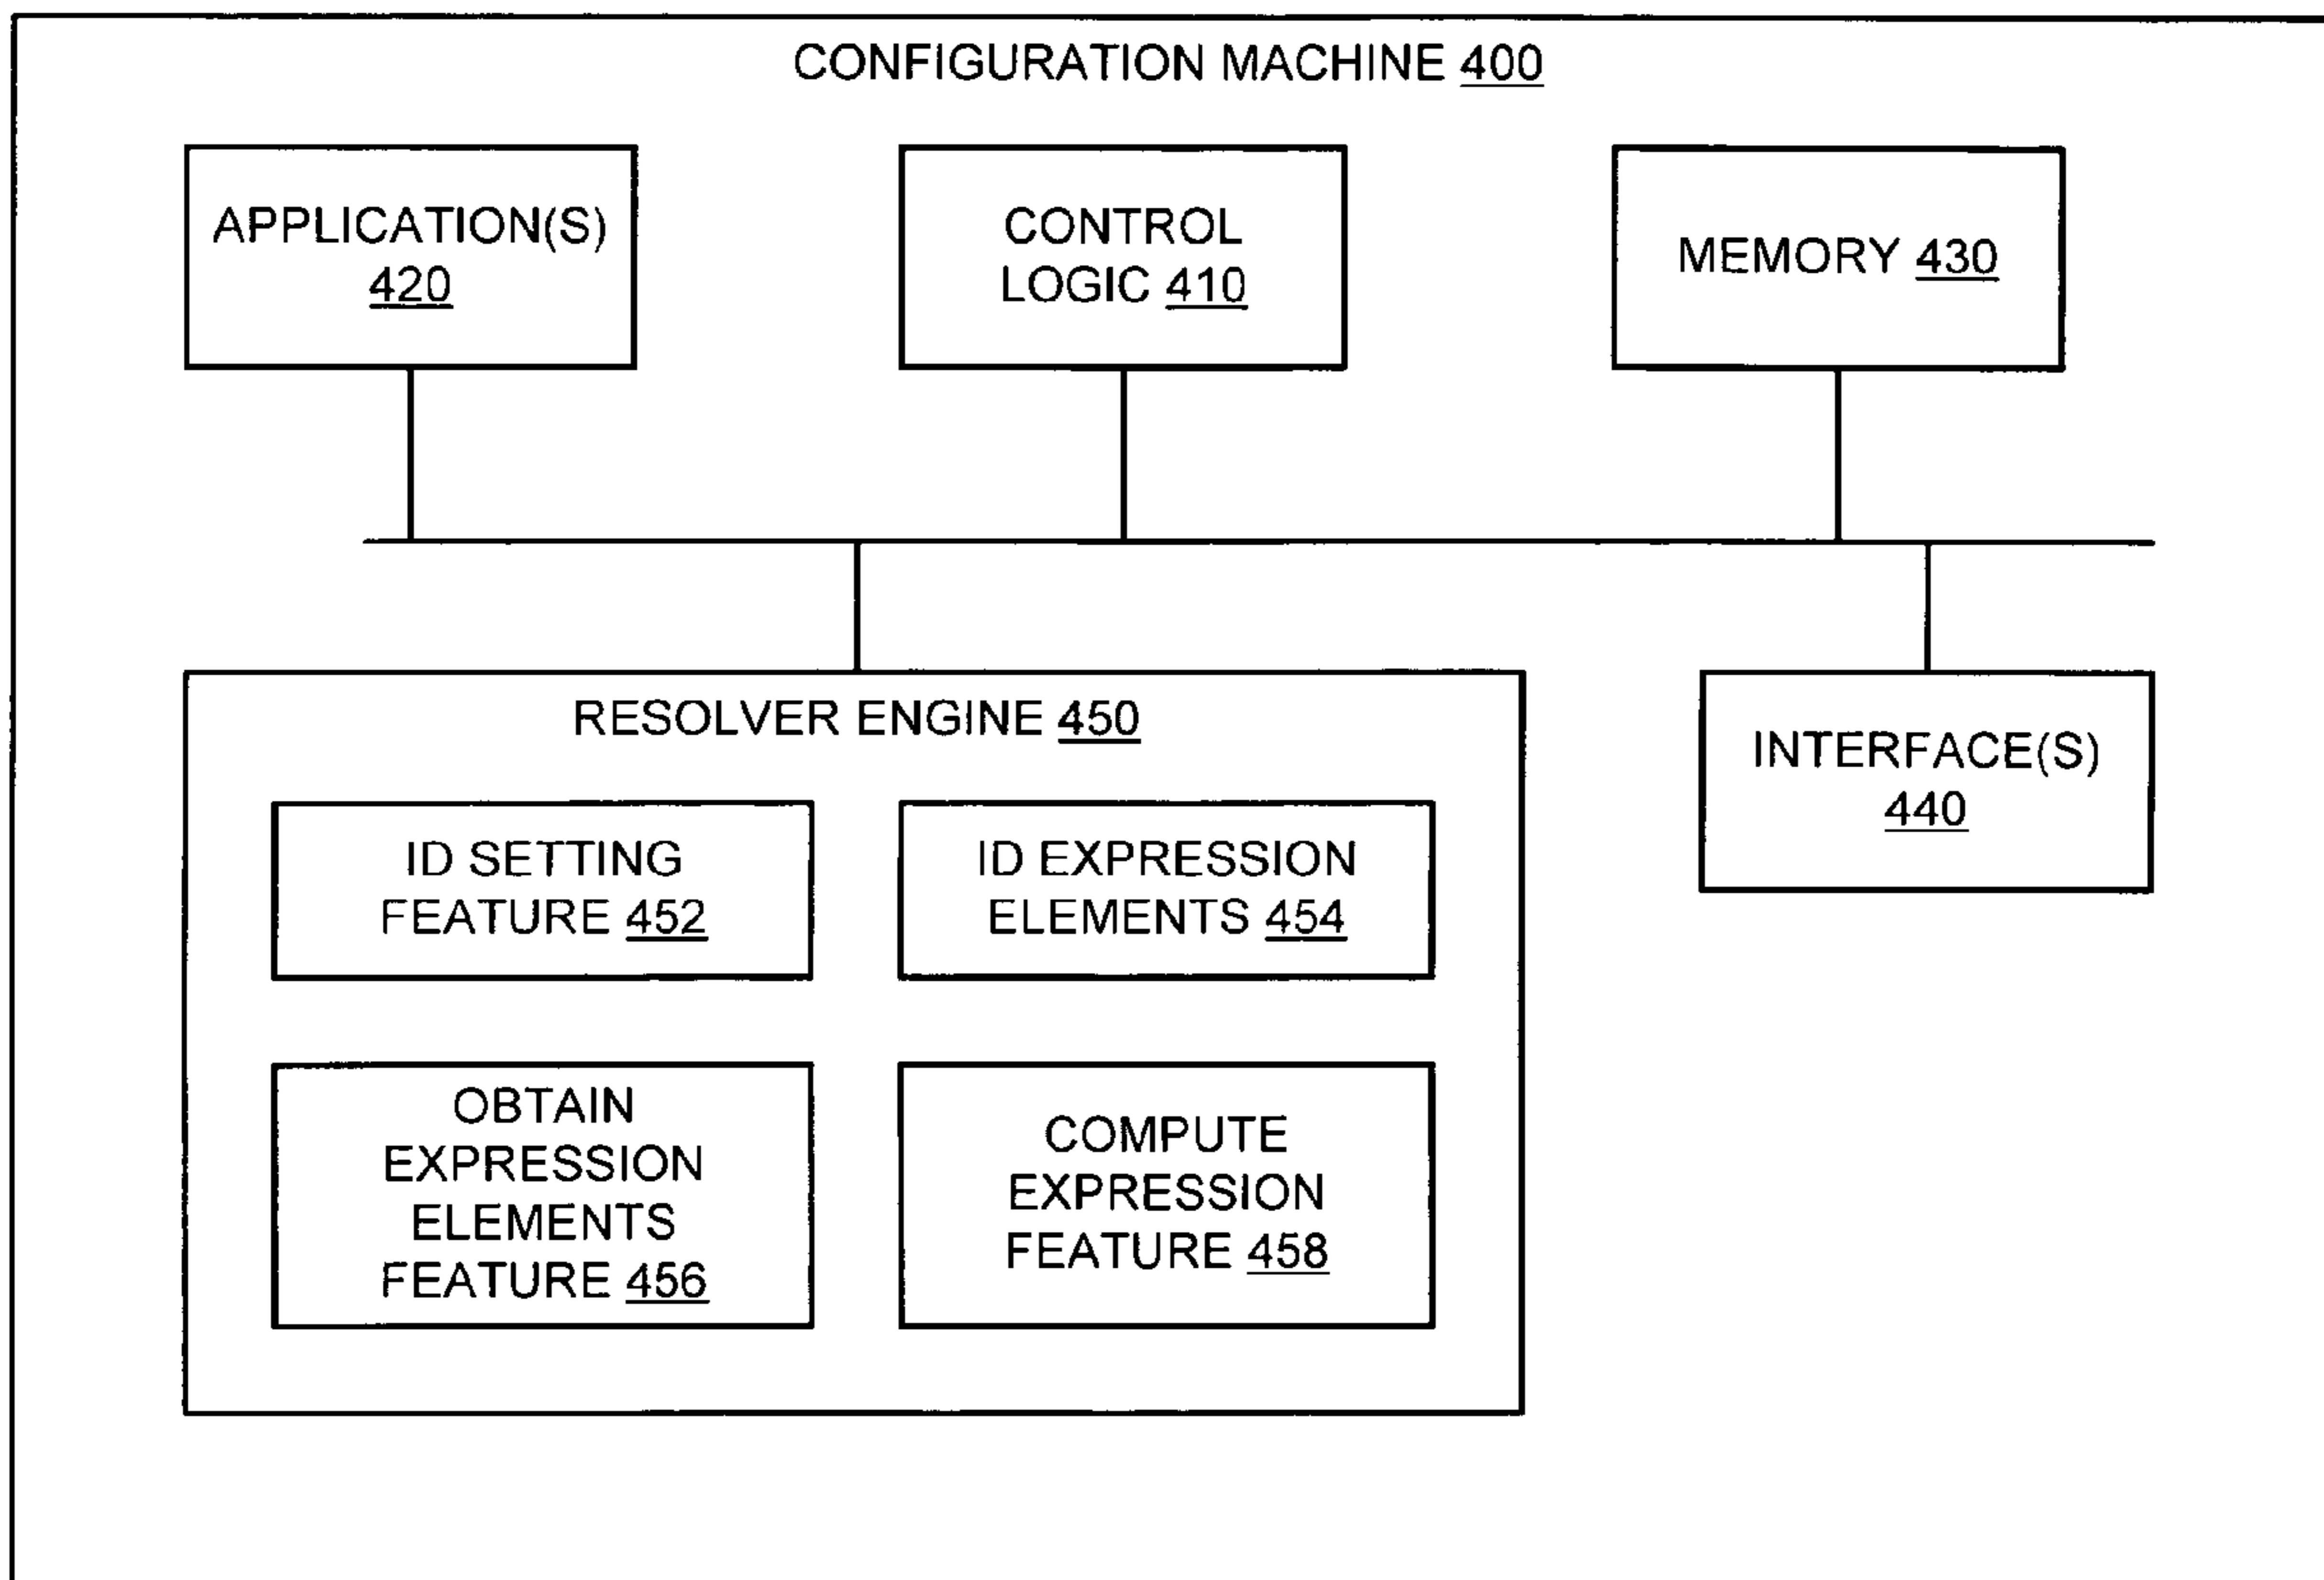 CONFIGURATION MACHINE 400
APPLICATION(S)
420
CONTROL
LOGIC 410
MEMORY 430
RESOLVER ENGINE 450
INTERFACE(S)
440
ID SETTING
FEATURE 452
ID EXPRESSION
ELEMENTS 454
OBTAIN
EXPRESSION
ELEMENTS
FEATURE 456
COMPUTE
EXPRESSION
FEATURE 458